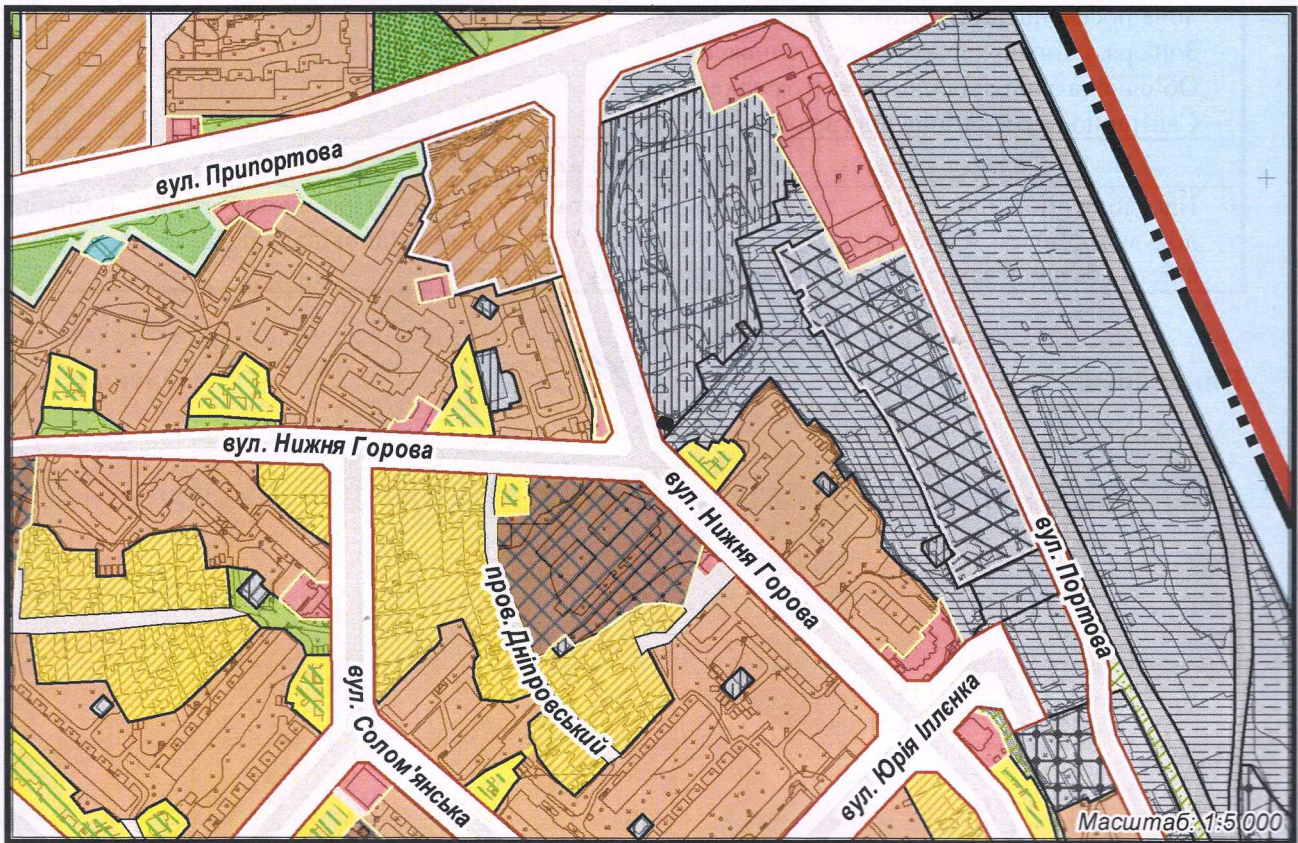 вул. Припортова
вул. Нижня Горова
вул. Нижня Горова
вул. Портова
пров. Дніпровський
вул. Солом'янська
вул. Юрія Іллєнка
Масштаб: 1:5 000